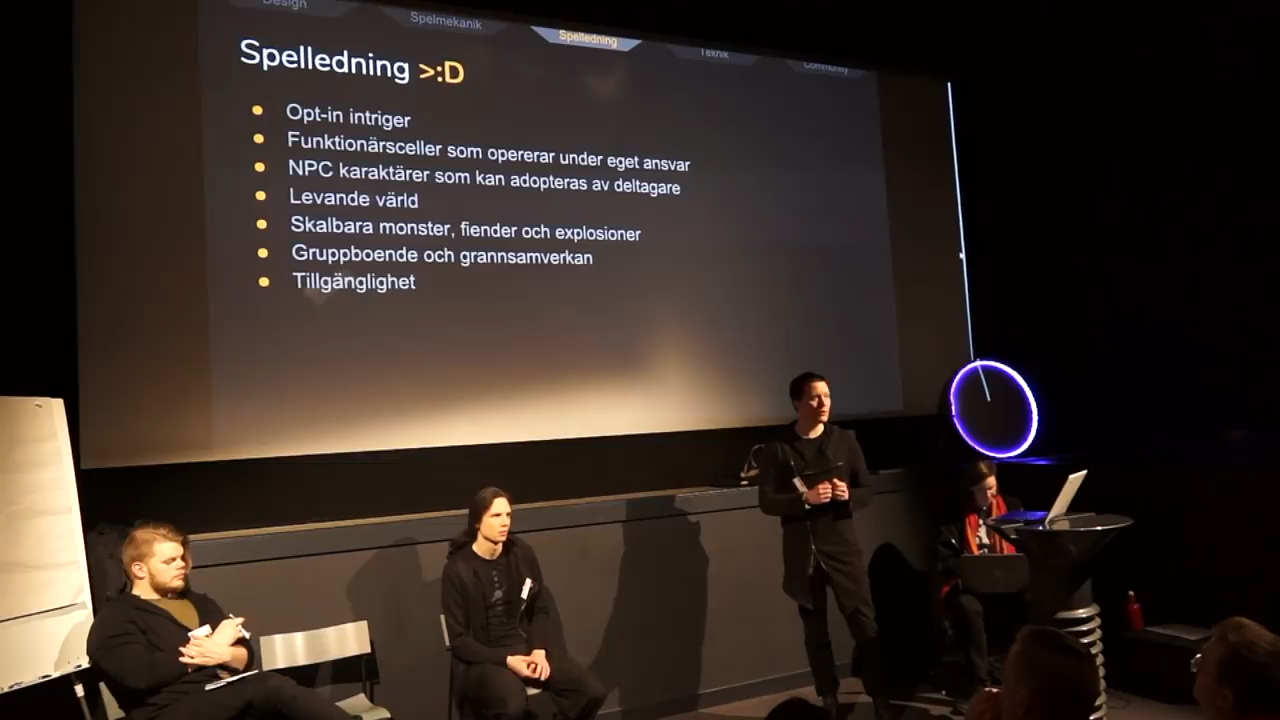 Design
Spelmekanik
Spelledning
Teknik
Community
Spelledning >:D
Opt-in intriger
Funktionärsceller som opererar under eget ansvar
NPC karaktärer som kan adopteras av deltagare
Levande värld
Skalbara monster, fiender och explosioner
Gruppboende och grannsamverkan
Tillgänglighet